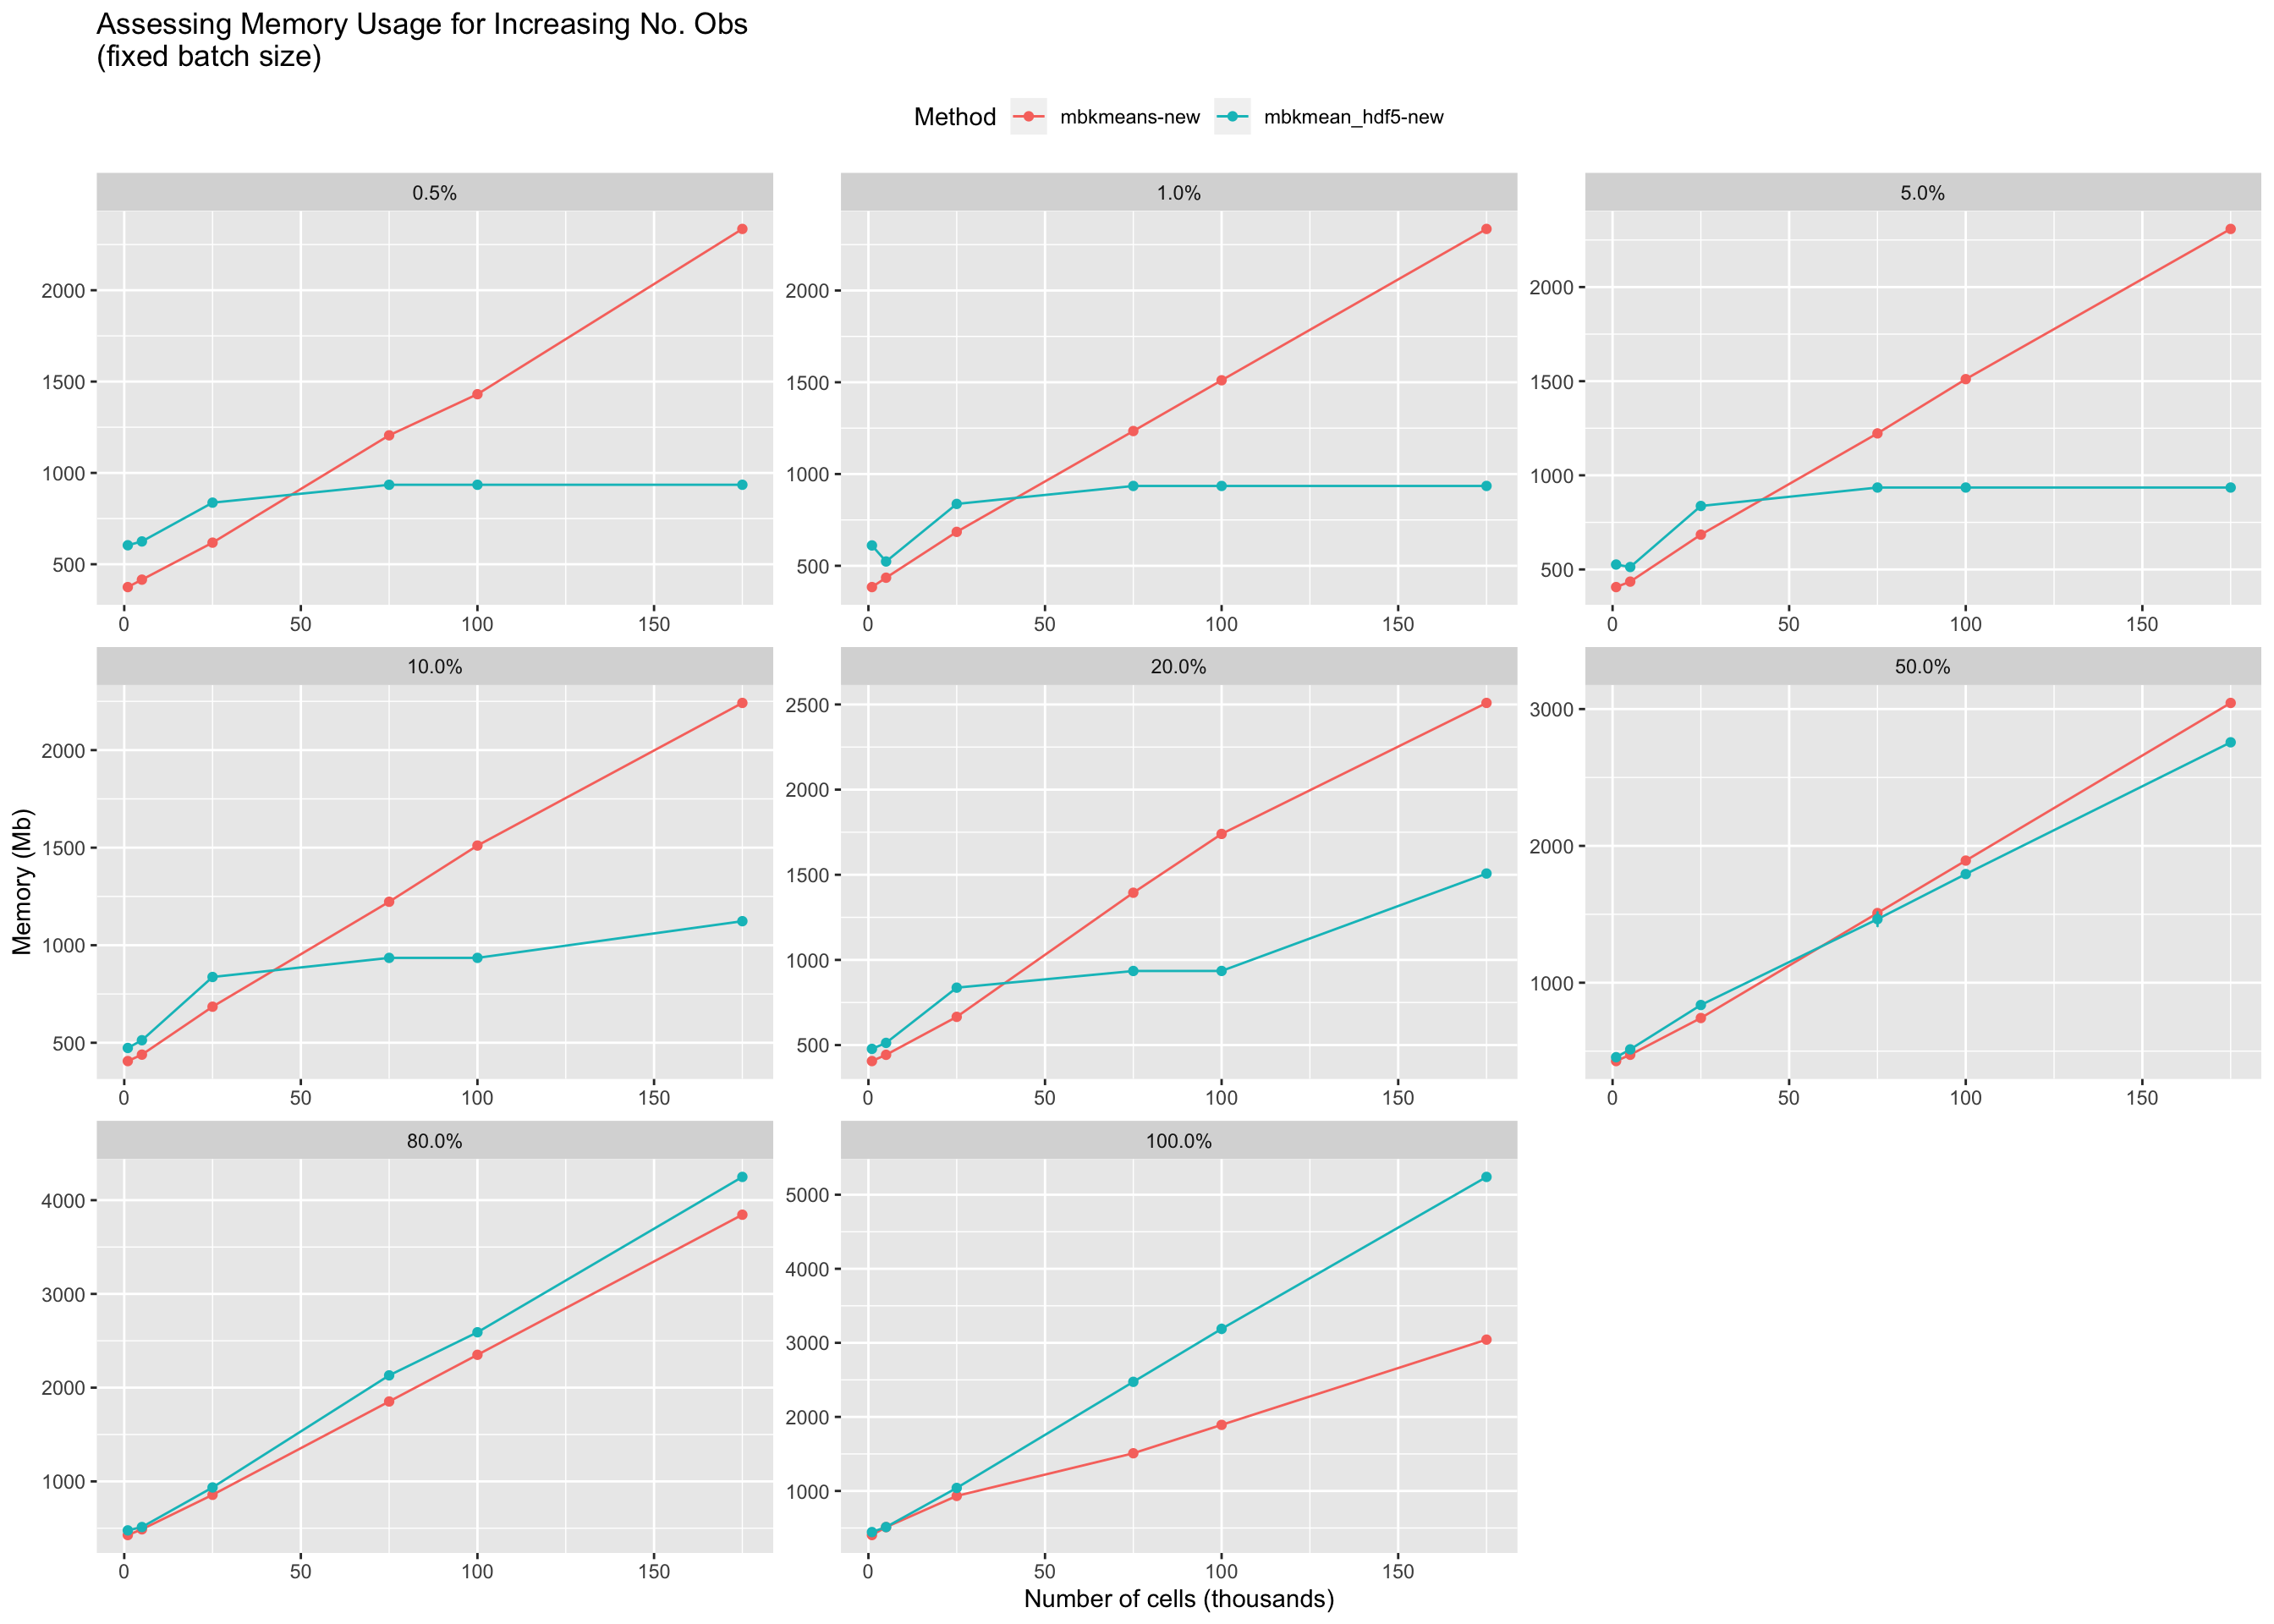 Assessing Memory Usage for Increasing No. Obs
(fixed batch size)
Method mbkmeans-new mbkmean_hdf5-new
0.5% 1.0% 5.0%
2000 2000 2000
1500 1500 1500
1000 1000 1000
500 500 500
0 50 100 150 0 50 100 150 0 50 100 150
10.0% 20.0% 50.0%
2500 3000
2000 2000
1500 1500 2000
1000 1000 1000
500 500
0 50 100 150 0 50 100 150 0 50 100 150
Memory (Mb)
80.0% 100.0%
4000 5000
4000
3000 3000
2000 2000
1000 1000
0 50 100 150 0 50 100 150
Number of cells (thousands)